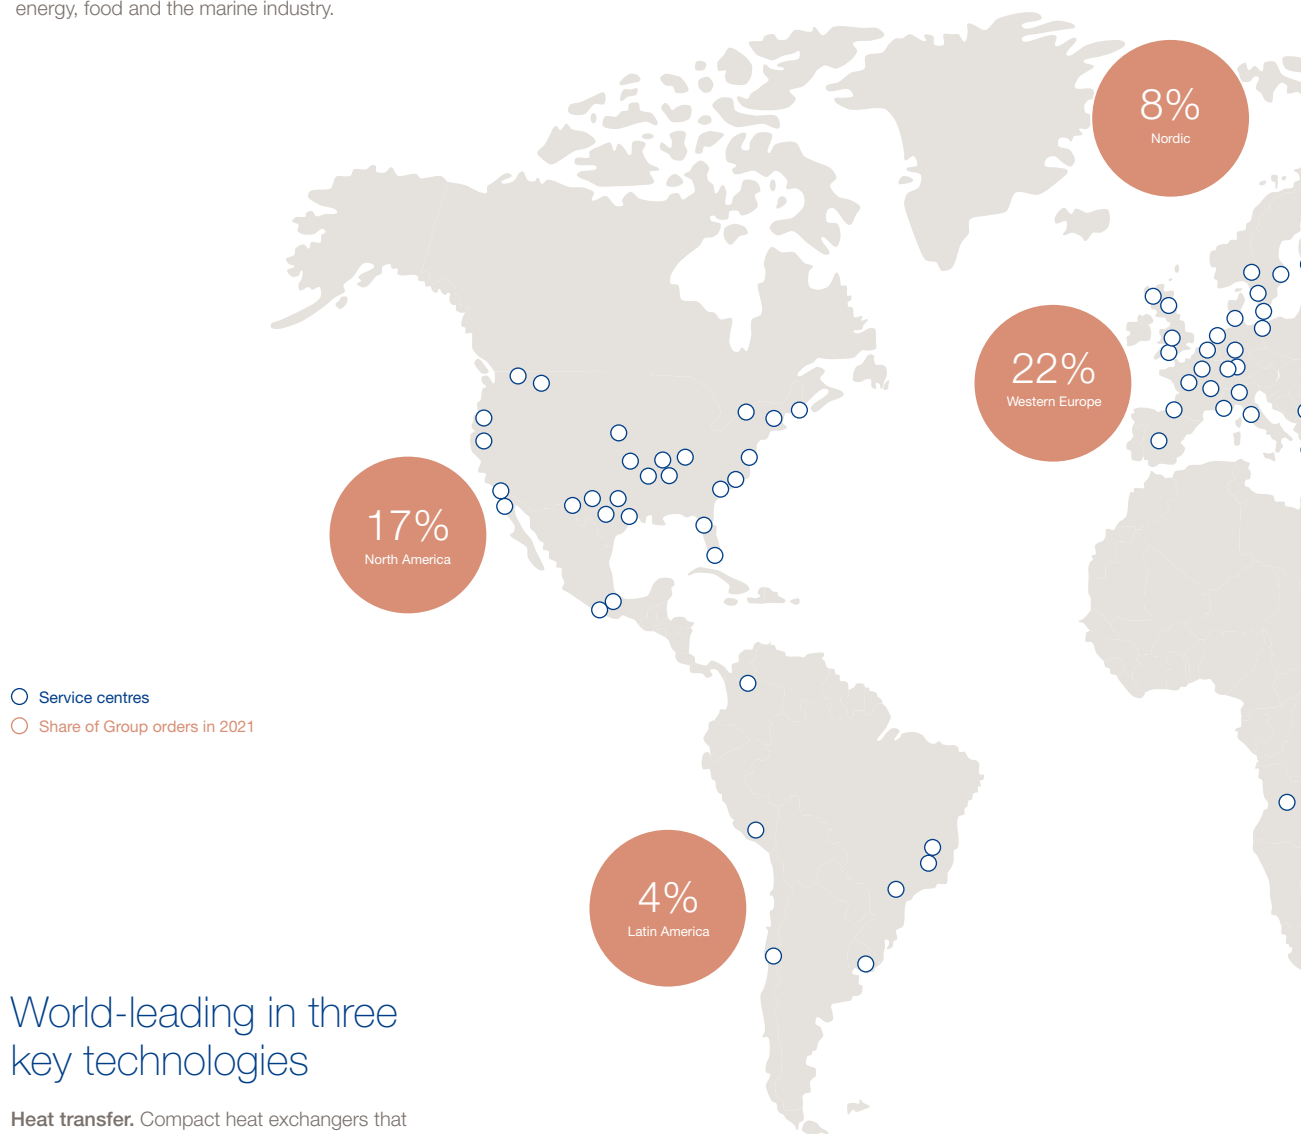 energy, food and the marine industry.
8%
Nordic
22%
Western Europe
17%
North America
Service centres
Share of Group orders in 2021
4%
Latin America
World-leading in three
key technologies
Heat transfer. Compact heat exchangers that